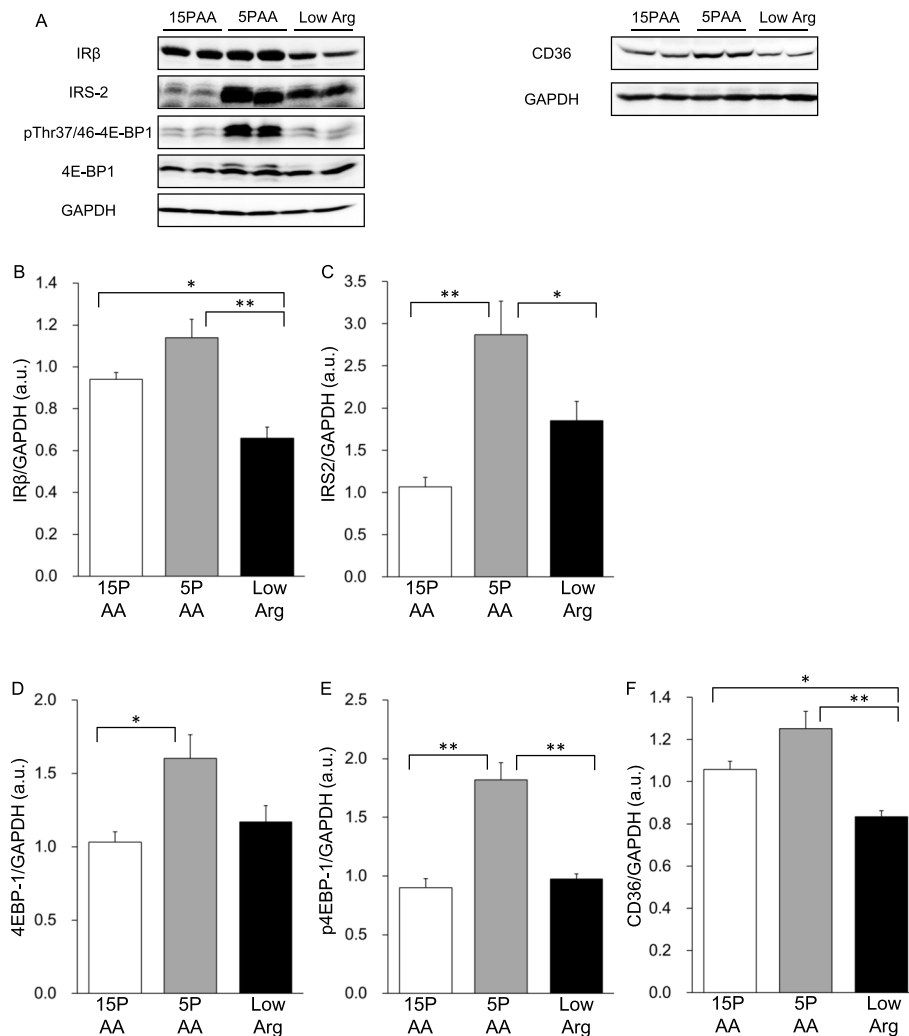 A
15PAA 5PAA Low Arg
IRβ
IRS-2
pThr37/46-4E-BP1
4E-BP1
GAPDH
15PAA 5PAA Low Arg
CD36
GAPDH
B
IRβ/GAPDH (a.u.)
1.4
1.2
1.0
0.8
0.6
0.4
0.2
0.0
*
**
15P AA
5P AA
Low Arg
C
IRS2/GAPDH (a.u.)
3.5
3.0
2.5
2.0
1.5
1.0
0.5
0.0
**
*
15P AA
5P AA
Low Arg
D
4EBP-1/GAPDH (a.u.)
2.0
1.5
1.0
0.5
0.0
*
15P AA
5P AA
Low Arg
E
p4EBP-1/GAPDH (a.u.)
2.5
2.0
1.5
1.0
0.5
0.0
**
**
15P AA
5P AA
Low Arg
F
CD36/GAPDH (a.u.)
1.4
1.2
1.0
0.8
0.6
0.4
0.2
0.0
*
**
15P AA
5P AA
Low Arg